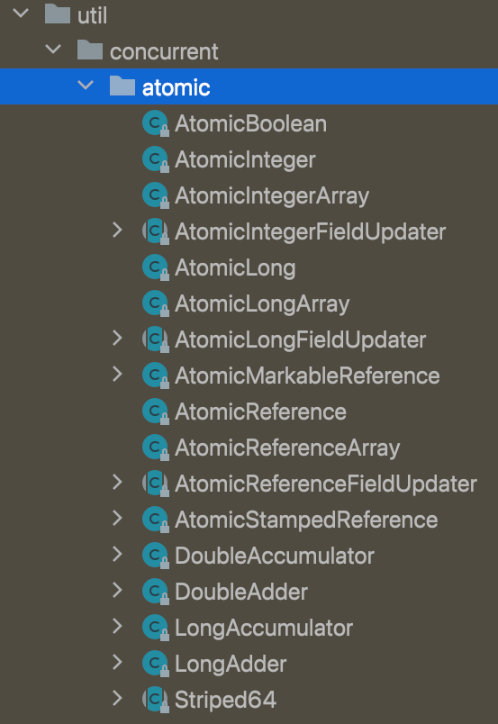 util
concurrent
atomic
AtomicBoolean
AtomicInteger
AtomicIntegerArray
AtomicIntegerFieldUpdater
AtomicLong
AtomicLongArray
AtomicLongFieldUpdater
AtomicMarkableReference
AtomicReference
AtomicReferenceArray
AtomicReferenceFieldUpdater
AtomicStampedReference
DoubleAccumulator
DoubleAdder
LongAccumulator
LongAdder
Striped64